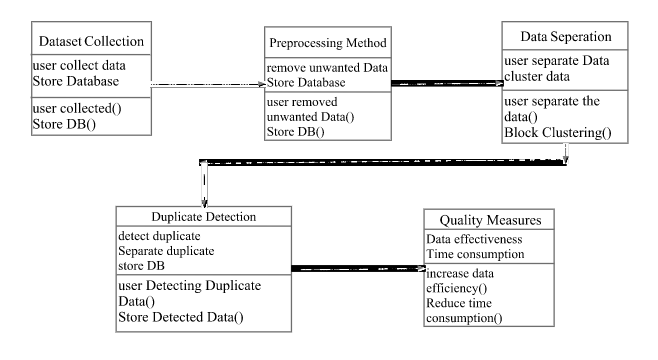 Dataset Collection
user collect data
Store Database
user collected()
Store DB()
Preprocessing Method
remove unwanted Data
Store Database
user removed
unwanted Data()
Store DB()
Data Seperation
user separate Data
cluster data
user separate the
data()
Block Clustering()
Duplicate Detection
detect duplicate
Separate duplicate
store DB
user Detecting Duplicate
Data()
Store Detected Data()
Quality Measures
Data effectiveness
Time consumption
increase data
efficiency()
Reduce time
consumption()